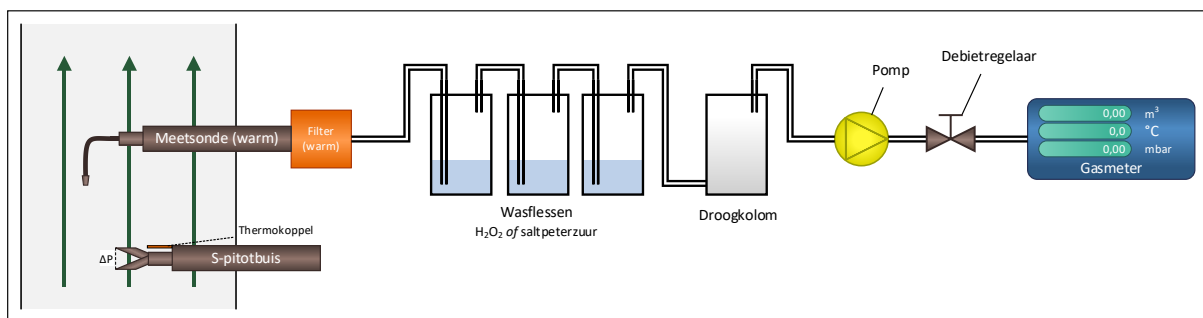 Meetsonde (warm)
Filter
(warm)
Thermokoppel
ΔP
S-pitotbuis
Wasflessen
H₂O₂ of saltpeterzuur
Droogkolom
Pomp
Debietregelaar
0,00 m³
0,0 °C
0,00 mbar
Gasmeter